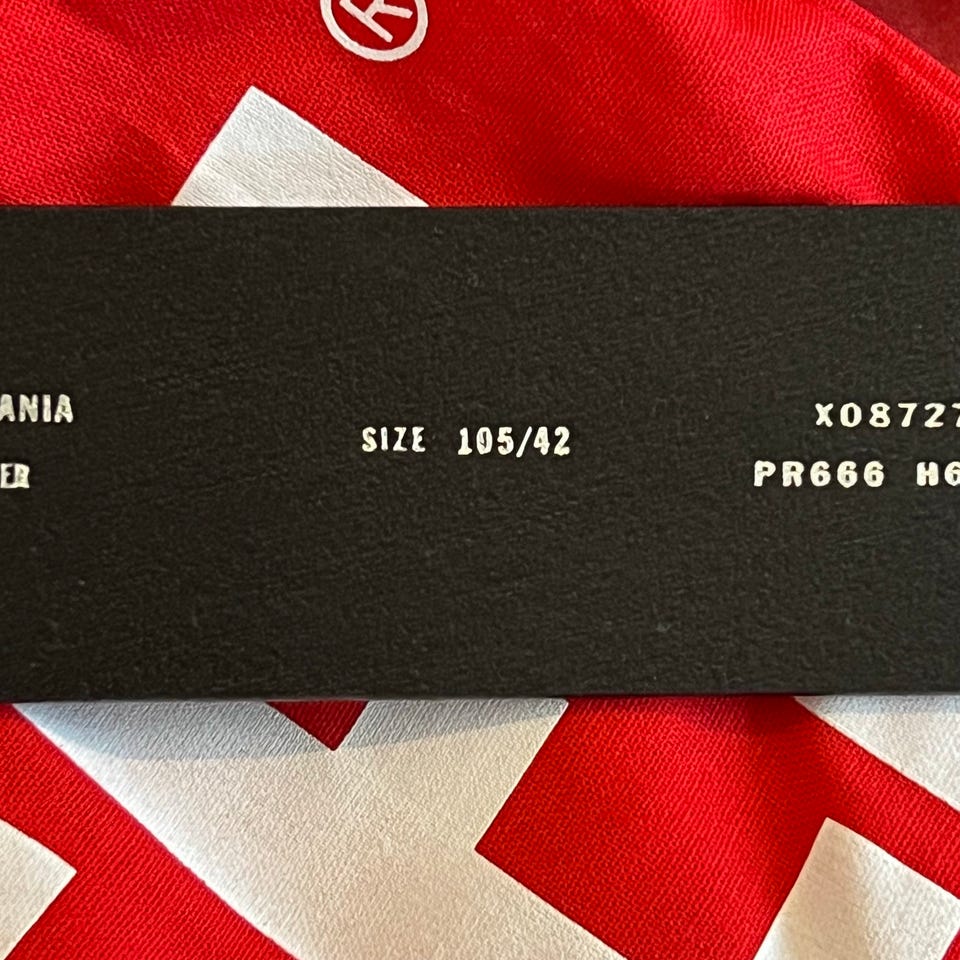 ®
ANIA
ER
SIZE 105/42
X08727
PR666 H6